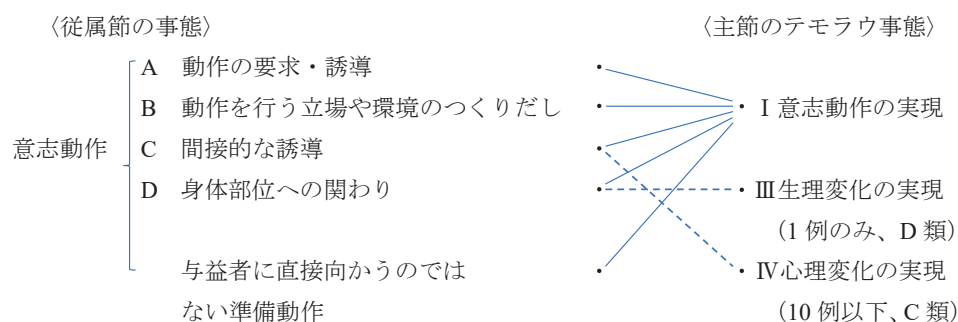 〈従属節の事態〉 〈主節のテモラウ事態〉
A 動作の要求・誘導
B 動作を行う立場や環境のつくりだし ・Ⅰ意志動作の実現
意志動作 C 間接的な誘導
D 身体部位への関わり ・Ⅲ生理変化の実現
(1 例のみ、D 類)
与益者に直接向かうのでは ・Ⅳ心理変化の実現
ない準備動作 (10 例以下、C 類)